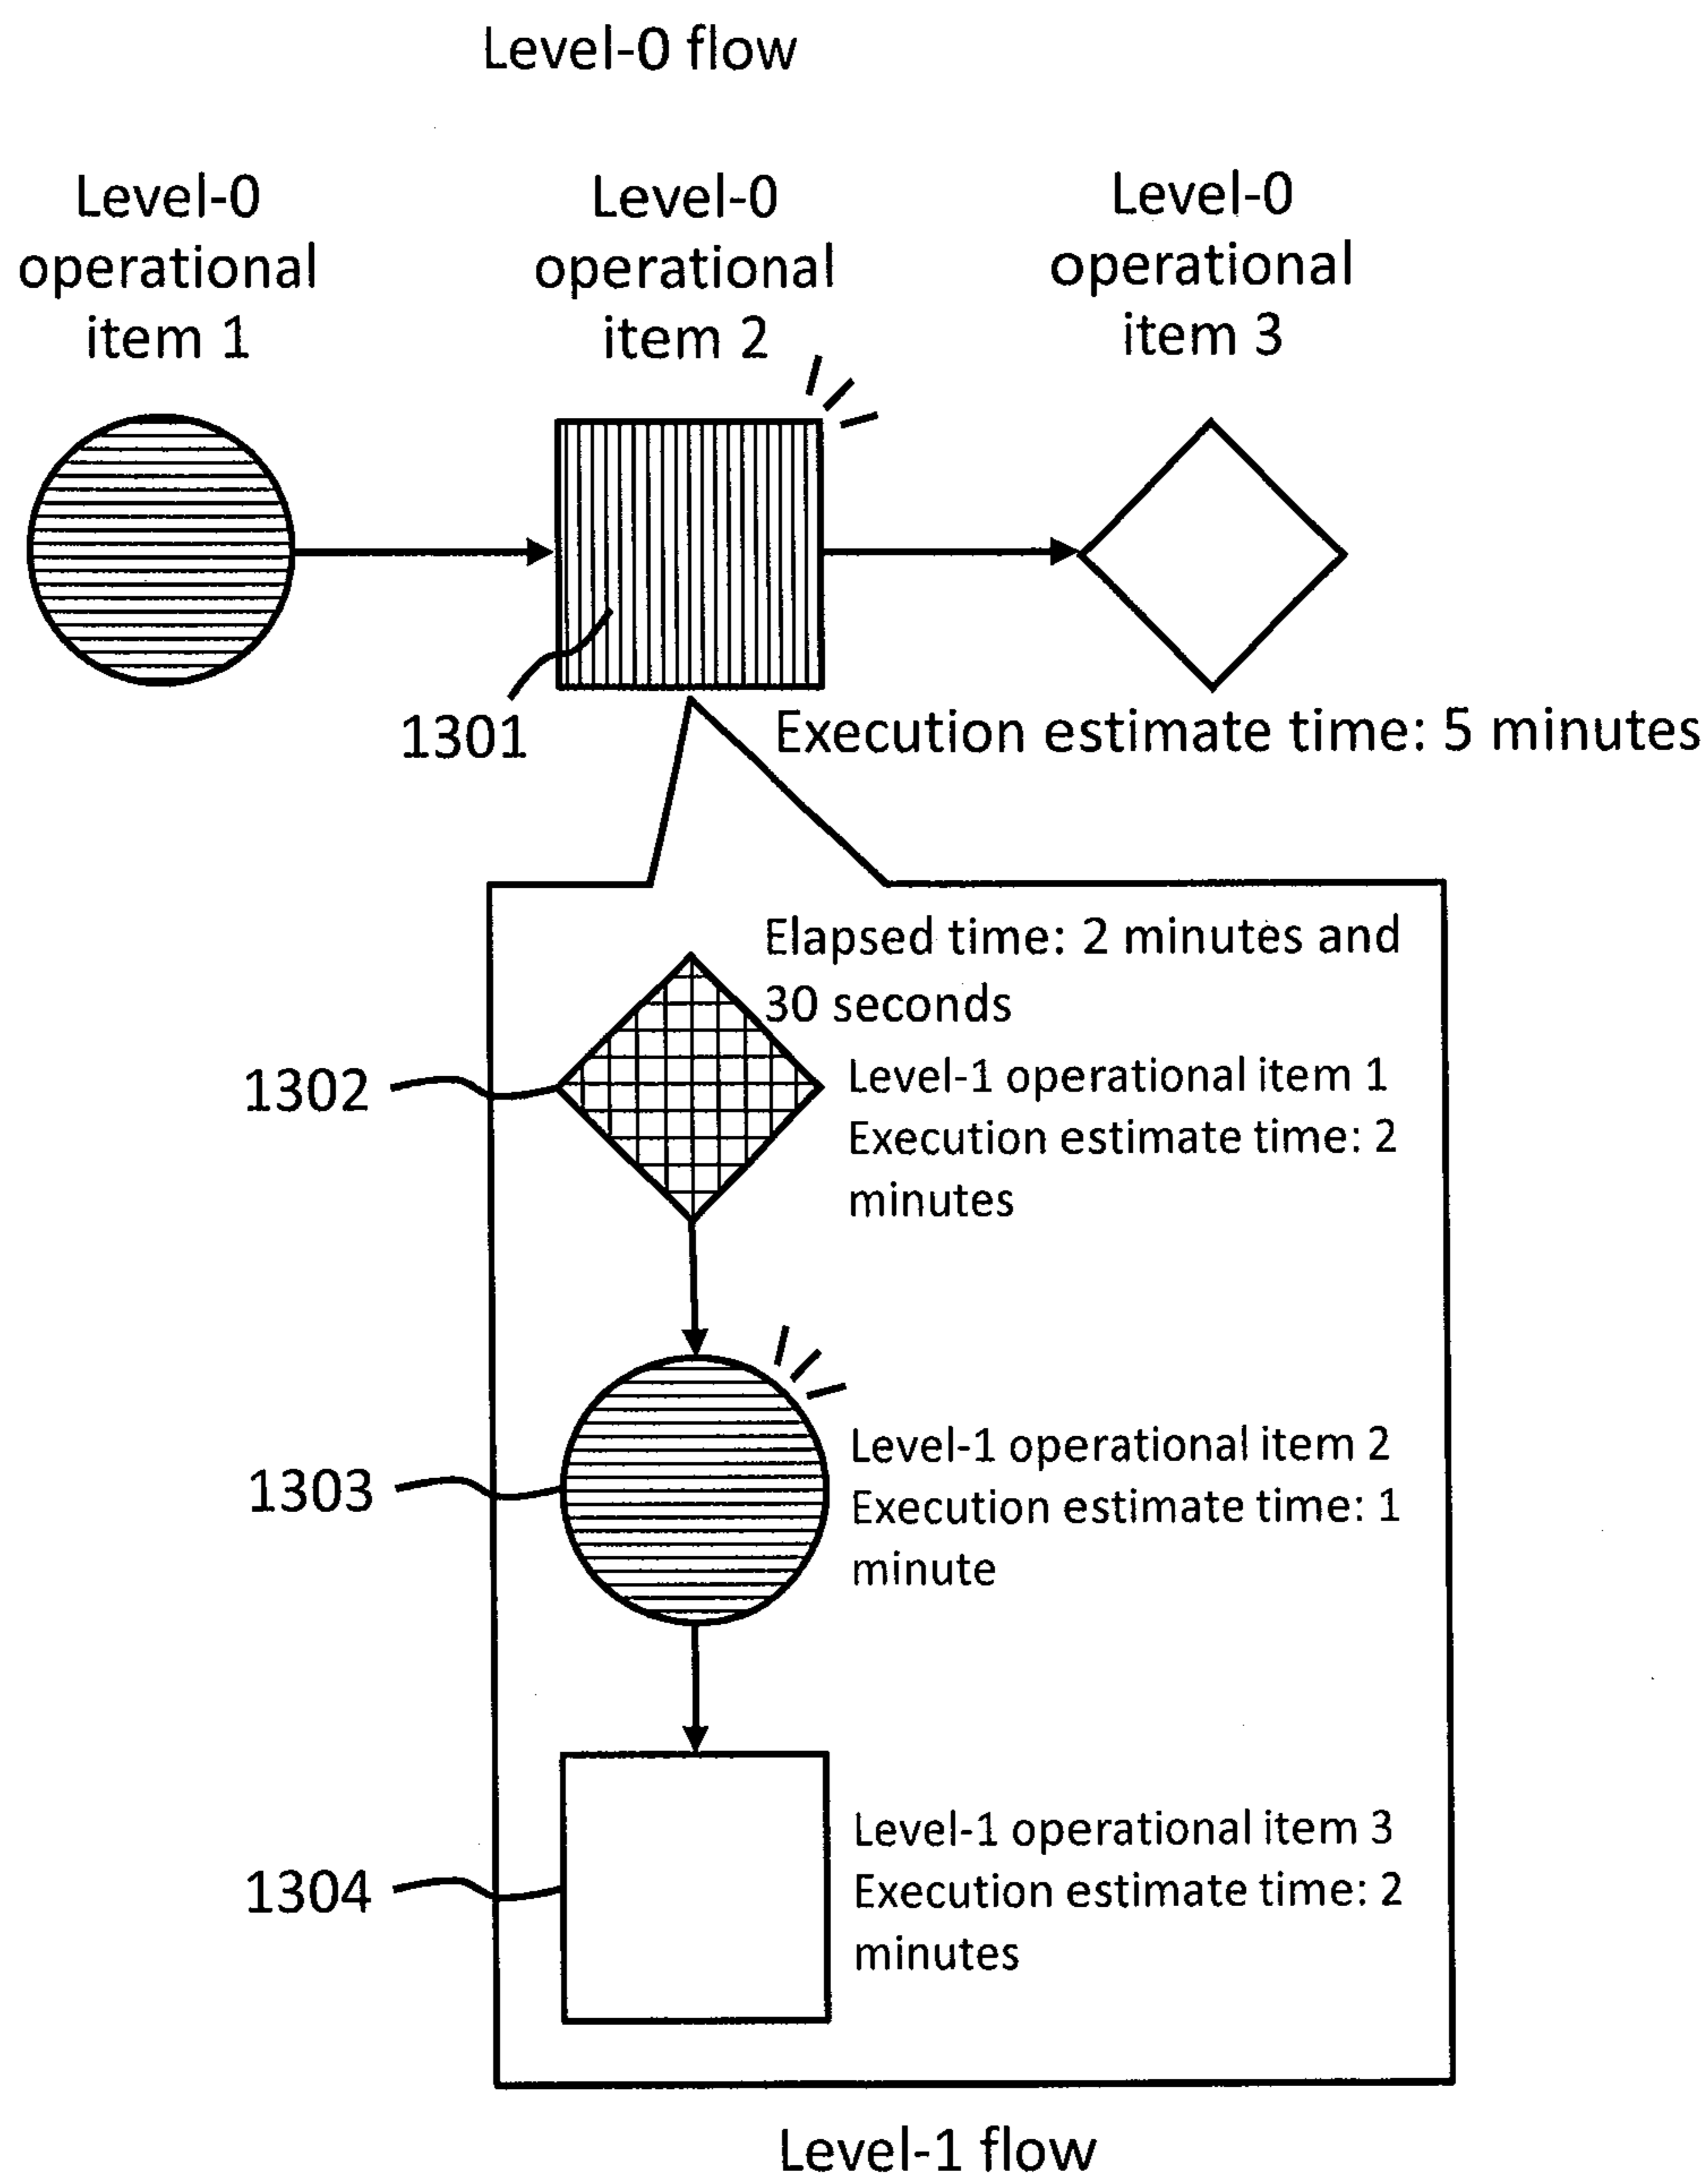 Level-0 flow
Level-0
operational
item 1
Level-0
operational
item 2
Level-0
operational
item 3
1301
Execution estimate time: 5 minutes
Elapsed time: 2 minutes and
30 seconds
1302
Level-1 operational item 1
Execution estimate time: 2
minutes
1303
Level-1 operational item 2
Execution estimate time: 1
minute
1304
Level-1 operational item 3
Execution estimate time: 2
minutes
Level-1 flow